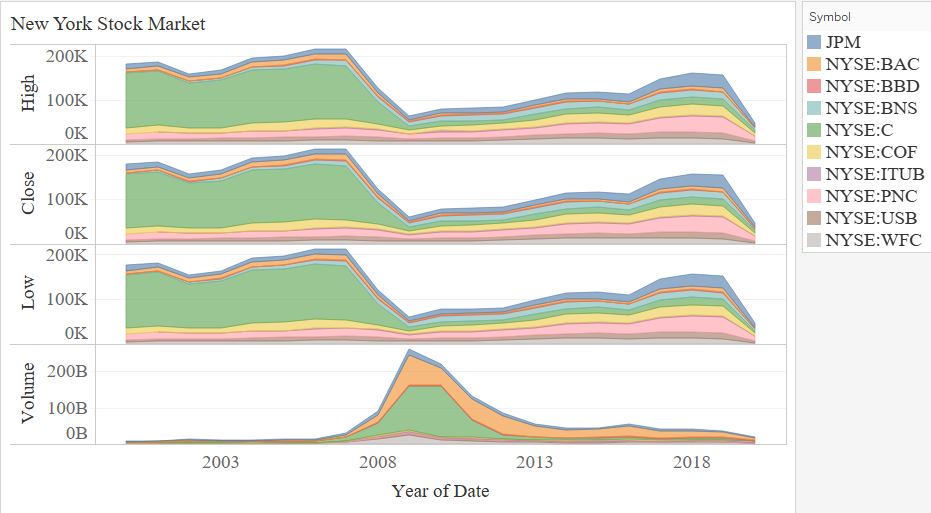 New York Stock Market
High
200K
100K
0K
Close
200K
100K
0K
Low
200K
100K
0K
Volume
200B
100B
0B
2003 2008 2013 2018
Year of Date
Symbol
JPM
NYSE:BAC
NYSE:BBD
NYSE:BNS
NYSE:C
NYSE:COF
NYSE:ITUB
NYSE:PNC
NYSE:USB
NYSE:WFC